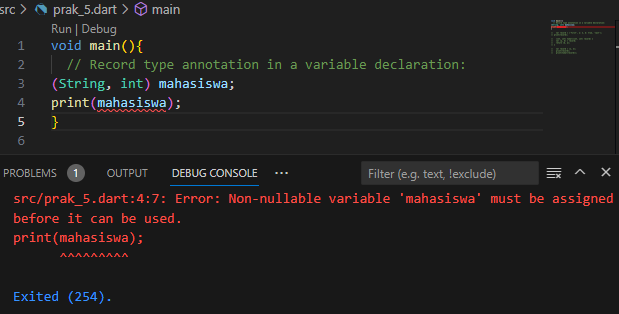 src > prak_5.dart > main
Run | Debug
1 void main(){
2 // Record type annotation in a variable declaration:
3 (String, int) mahasiswa;
4 print(mahasiswa);
5 }
6
PROBLEMS 1 OUTPUT DEBUG CONSOLE ··· Filter (e.g. text, !exclude)
src/prak_5.dart:4:7: Error: Non-nullable variable 'mahasiswa' must be assigned
before it can be used.
print(mahasiswa);
^^^^^^^^^
Exited (254).